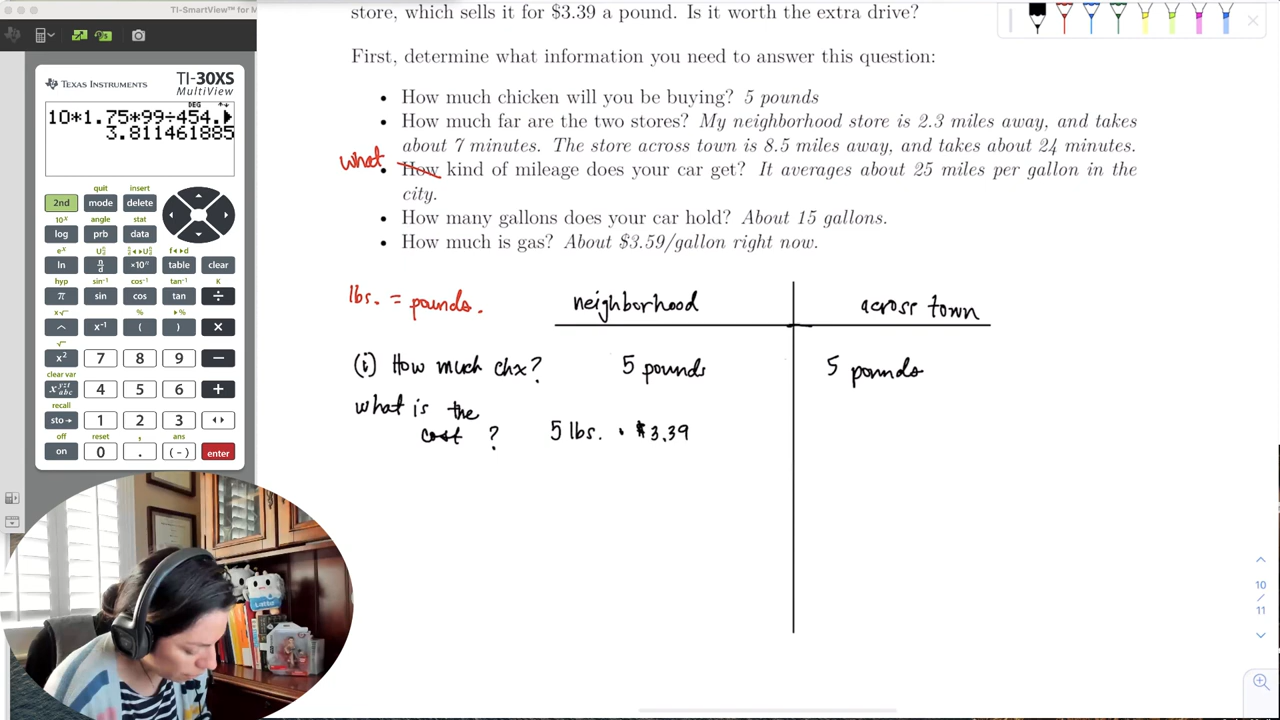 TI-SmartView™ for M
store, which sells it for $3.39 a pound. Is it worth the extra drive?
First, determine what information you need to answer this question:
• How much chicken will you be buying? 5 pounds
• How much far are the two stores? My neighborhood store is 2.3 miles away, and takes
about 7 minutes. The store across town is 8.5 miles away, and takes about 24 minutes.
what
• How kind of mileage does your car get? It averages about 25 miles per gallon in the
city.
• How many gallons does your car hold? About 15 gallons.
• How much is gas? About $3.59/gallon right now.
lbs. = pounds.
neighborhood
across town
(i) How much chx?
5 pounds
5 pounds
what is the
cost ?
5 lbs. · $3.39
TEXAS INSTRUMENTS
TI-30XS
MultiView
DEG
10*1.75*99÷454.
3.811461885
quit insert
2nd mode delete
10ˣ angle stat
log prb data
eˣ
ln n/d ×10ⁿ table clear
hyp sin⁻¹ cos⁻¹ tan⁻¹ K
π sin cos tan ÷
% ▸%
^ x⁻¹ ( ) ×
√
x² 7 8 9 −
clear var
x yzt abc 4 5 6 +
recall
sto→ 1 2 3
off reset , ans
on 0 . (−) enter
10
/
11
Latte